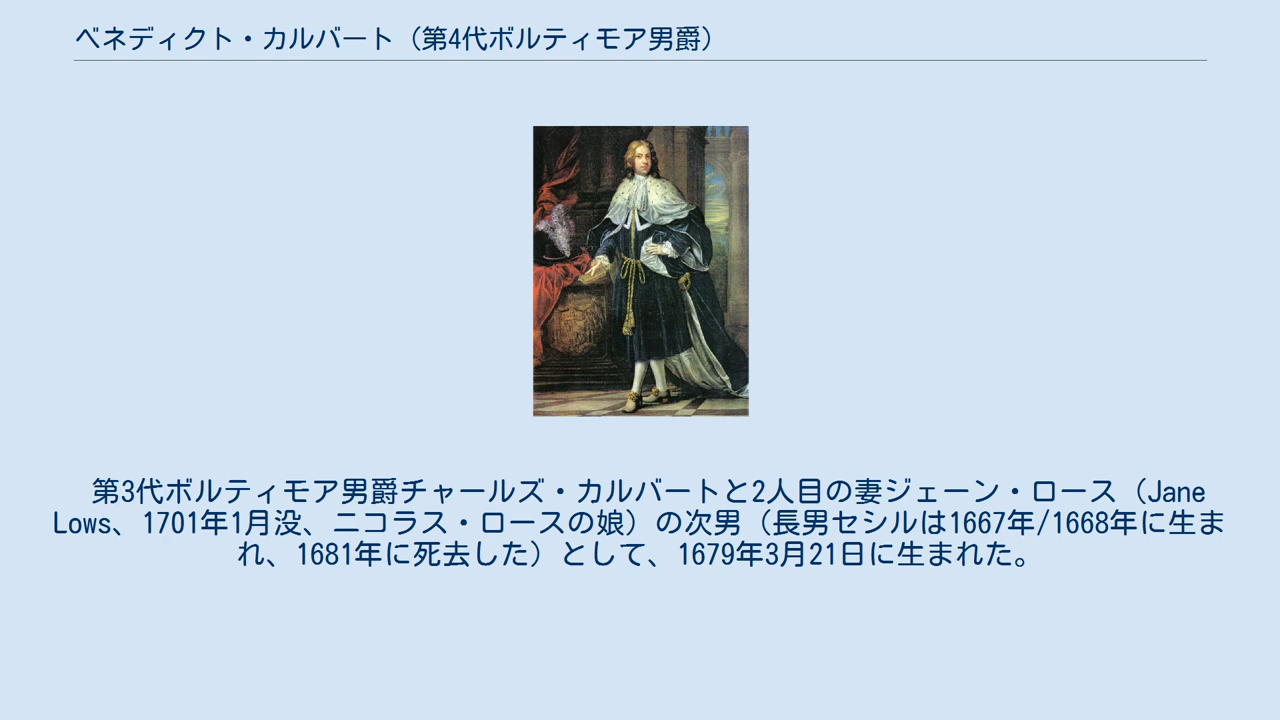 ベネディクト・カルバート（第4代ボルティモア男爵）
第3代ボルティモア男爵チャールズ・カルバートと2人目の妻ジェーン・ロース（Jane
Lows、1701年1月没、ニコラス・ロースの娘）の次男（長男セシルは1667年/1668年に生ま
れ、1681年に死去した）として、1679年3月21日に生まれた。